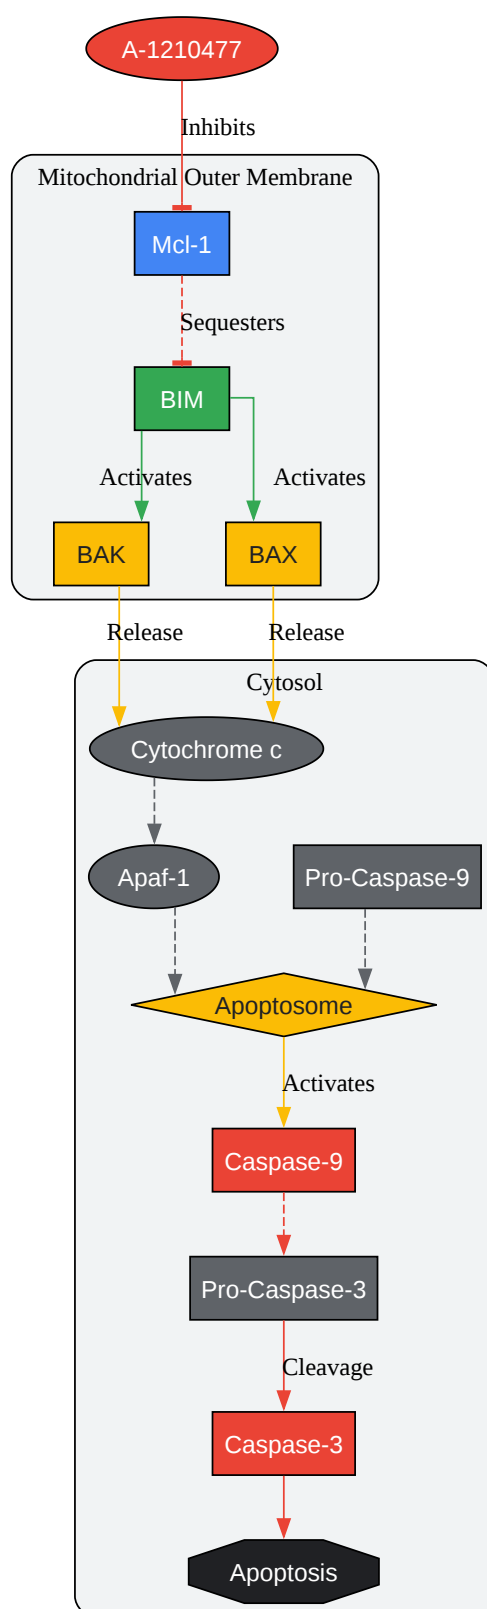 A-1210477
Inhibits
Mitochondrial Outer Membrane
Mcl-1
Sequesters
BIM
Activates
Activates
BAK
BAX
Release
Release
Cytosol
Cytochrome c
Apaf-1
Pro-Caspase-9
Apoptosome
Activates
Caspase-9
Pro-Caspase-3
Cleavage
Caspase-3
Apoptosis